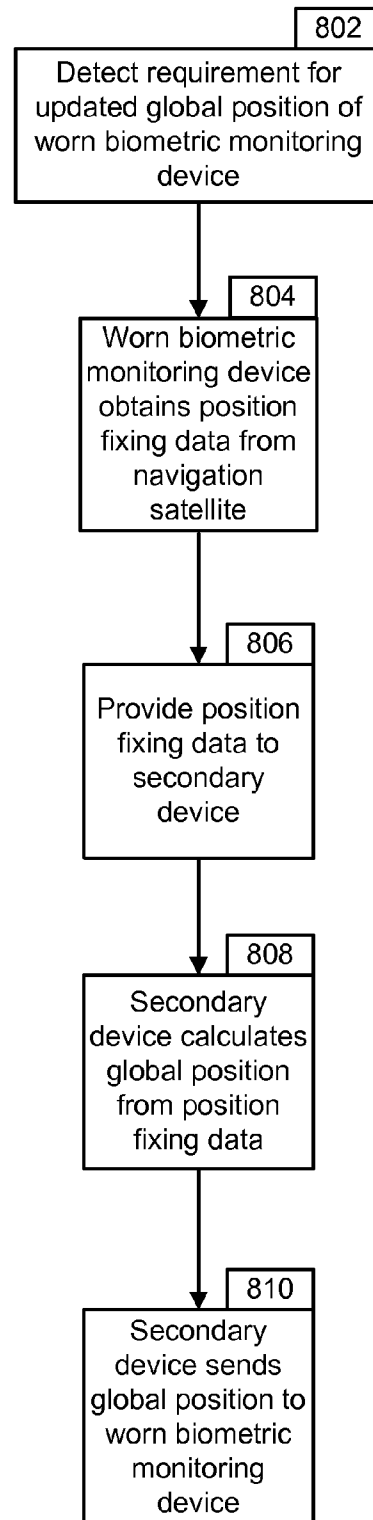 802
Detect requirement for
updated global position of
worn biometric monitoring
device
804
Worn biometric
monitoring device
obtains position
fixing data from
navigation
satellite
806
Provide position
fixing data to
secondary
device
808
Secondary
device calculates
global position
from position
fixing data
810
Secondary
device sends
global position to
worn biometric
monitoring
device